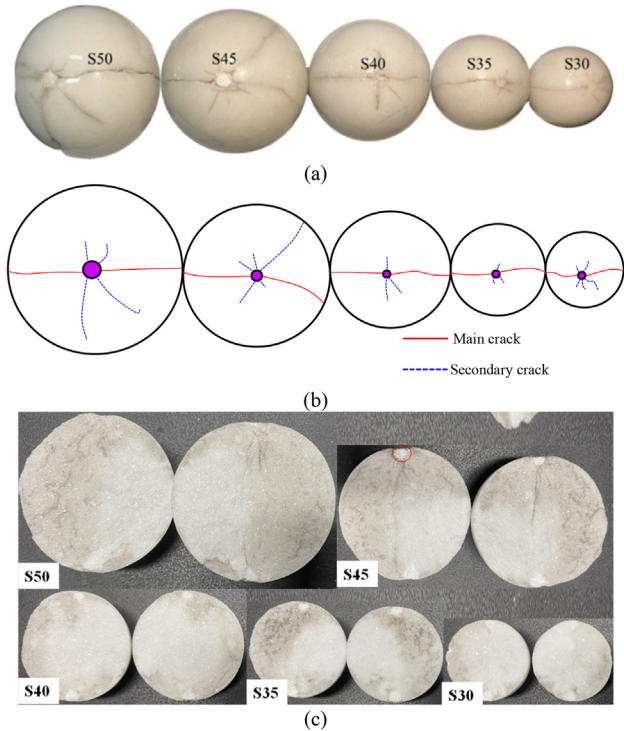 S50
S45
S40
S35
S30
(a)
Main crack
Secondary crack
(b)
S50
S45
S40
S35
S30
(c)